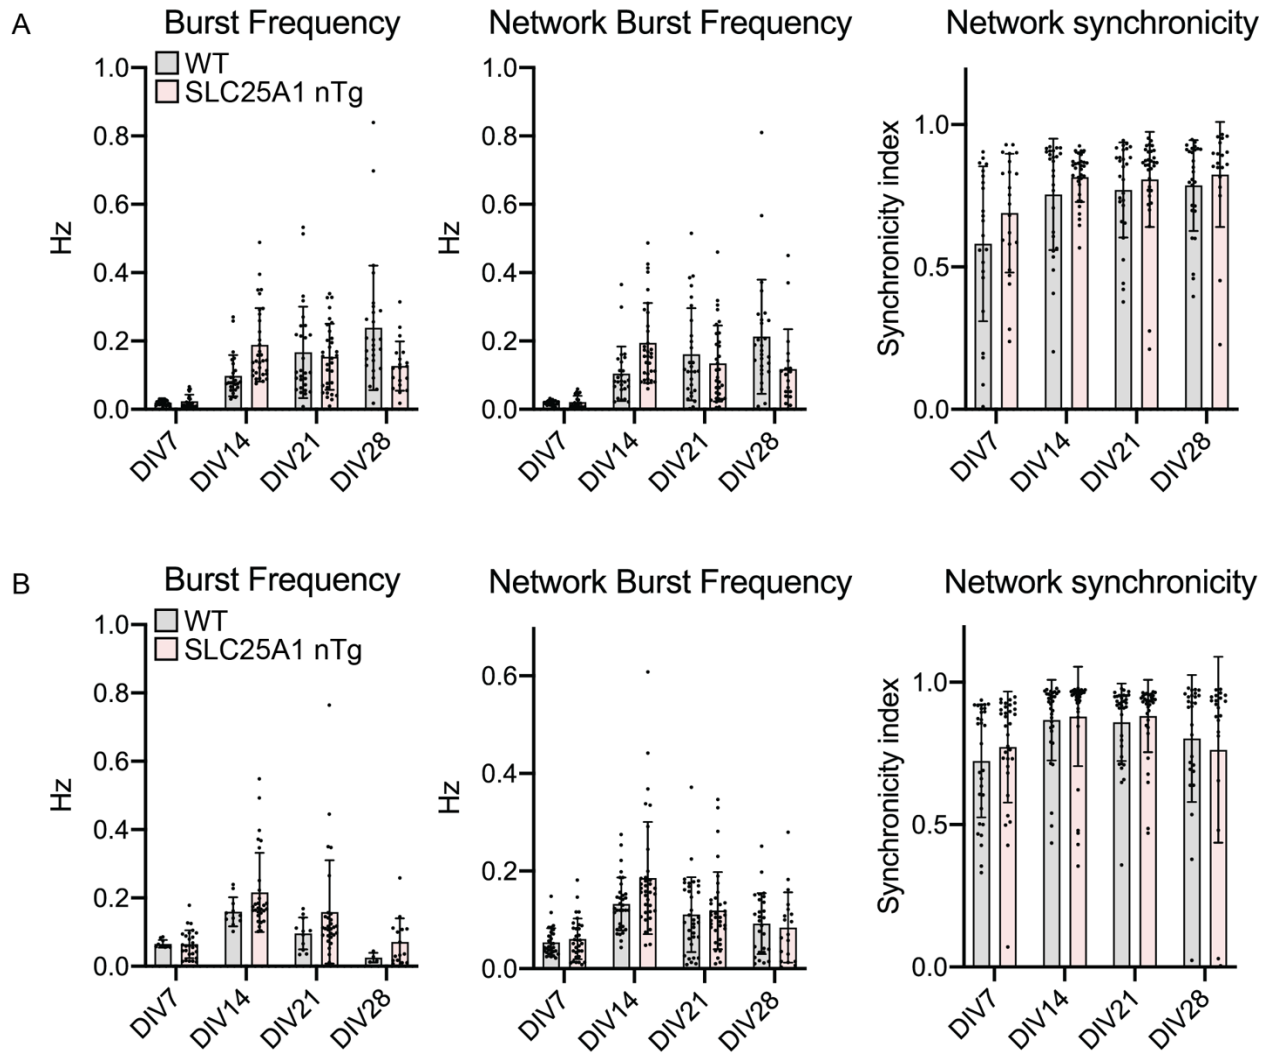 A
Burst Frequency
WT
SLC25A1 nTg
1.0
0.8
0.6
0.4
0.2
0.0
Hz
DIV7
DIV14
DIV21
DIV28
Network Burst Frequency
1.0
0.8
0.6
0.4
0.2
0.0
Hz
DIV7
DIV14
DIV21
DIV28
Network synchronicity
1.0
0.5
0.0
Synchronicity index
DIV7
DIV14
DIV21
DIV28
B
Burst Frequency
WT
SLC25A1 nTg
1.0
0.8
0.6
0.4
0.2
0.0
Hz
DIV7
DIV14
DIV21
DIV28
Network Burst Frequency
0.6
0.4
0.2
0.0
Hz
DIV7
DIV14
DIV21
DIV28
Network synchronicity
1.0
0.5
0.0
Synchronicity index
DIV7
DIV14
DIV21
DIV28